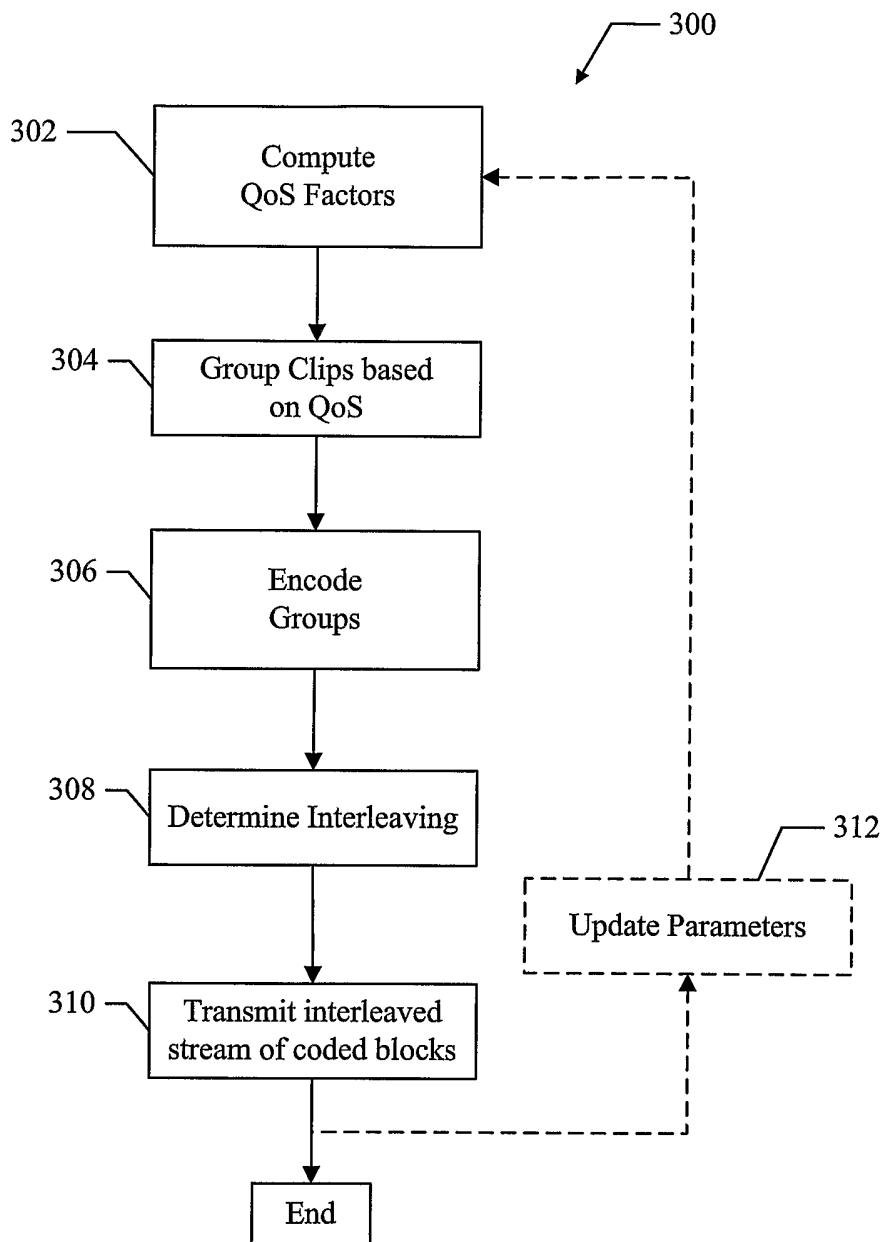 300
302
Compute
QoS Factors
304
Group Clips based
on QoS
306
Encode
Groups
308
Determine Interleaving
312
Update Parameters
310
Transmit interleaved
stream of coded blocks
End